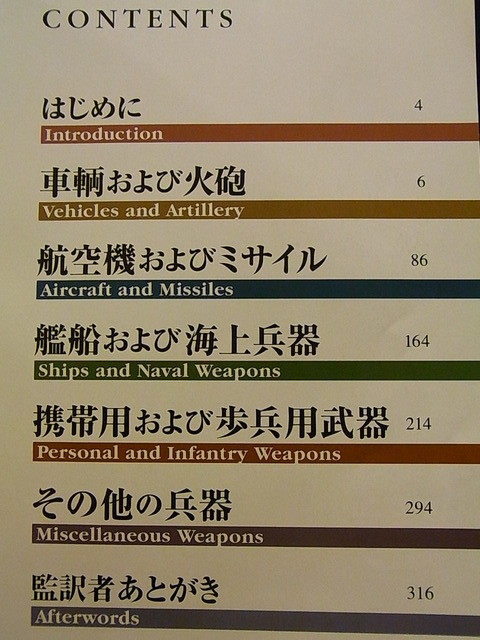 CONTENTS
はじめに 4
Introduction
車輌および火砲 6
Vehicles and Artillery
航空機およびミサイル 86
Aircraft and Missiles
艦船および海上兵器 164
Ships and Naval Weapons
携帯用および歩兵用武器 214
Personal and Infantry Weapons
その他の兵器 294
Miscellaneous Weapons
監訳者あとがき 316
Afterwords